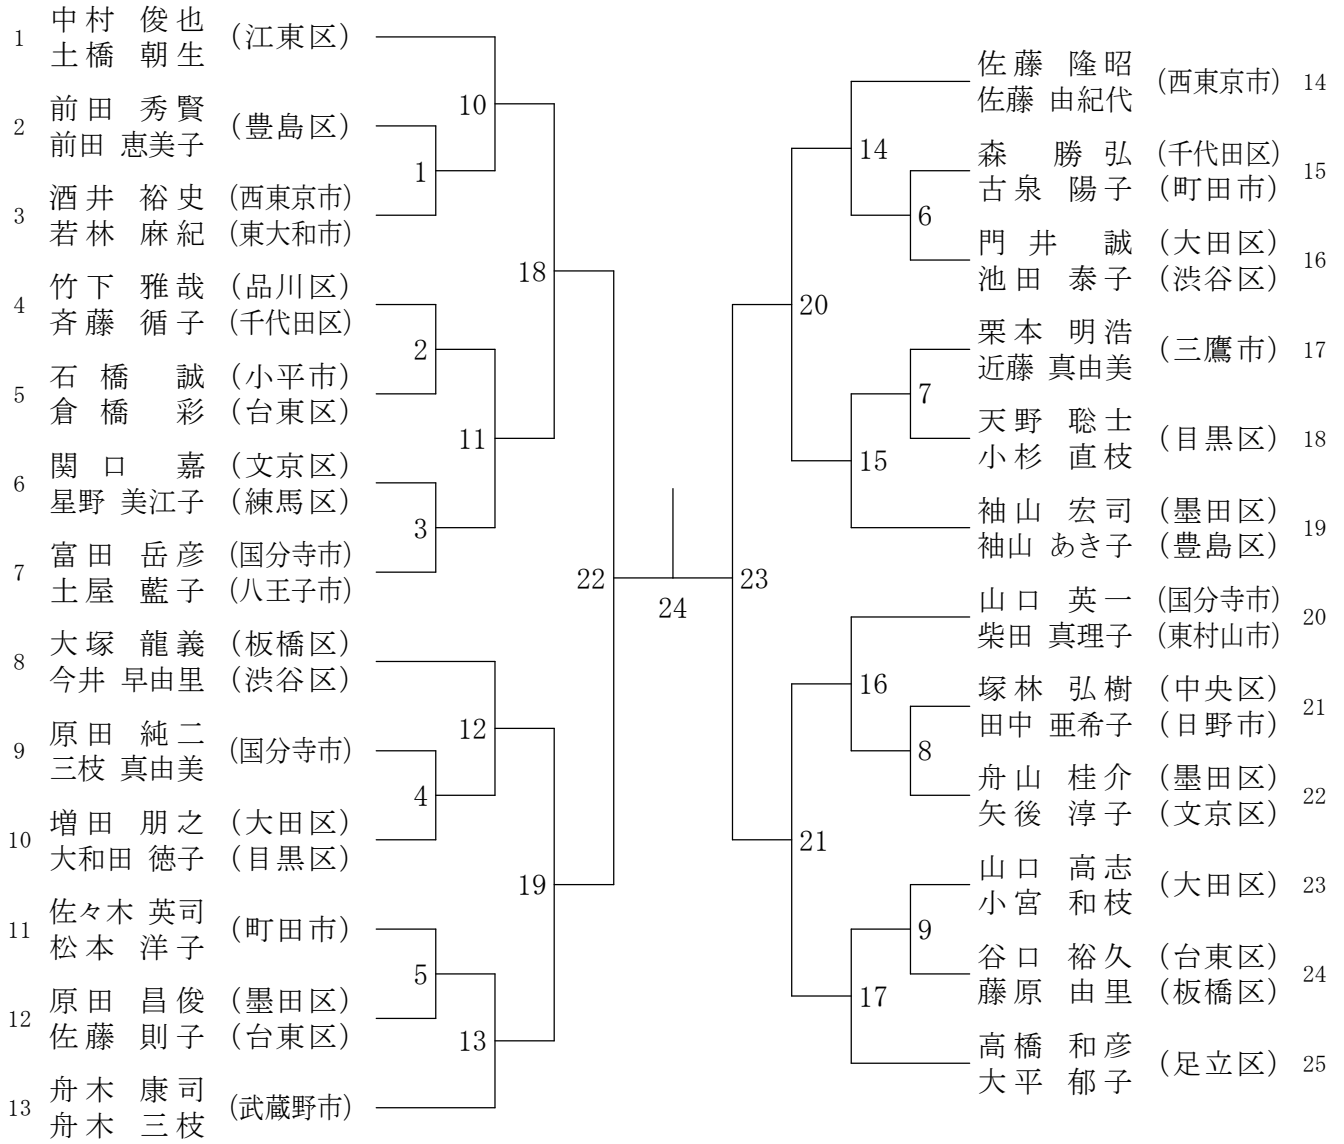 1 中村 俊也 (江東区)
土橋 朝生
2 前田 秀賢 (豊島区)
前田 恵美子
3 酒井 裕史 (西東京市)
若林 麻紀 (東大和市)
4 竹下 雅哉 (品川区)
斉藤 循子 (千代田区)
5 石橋 誠 (小平市)
倉橋 彩 (台東区)
6 関口 嘉 (文京区)
星野 美江子 (練馬区)
7 富田 岳彦 (国分寺市)
土屋 藍子 (八王子市)
8 大塚 龍義 (板橋区)
今井 早由里 (渋谷区)
9 原田 純二 (国分寺市)
三枝 真由美
10 増田 朋之 (大田区)
大和田 徳子 (目黒区)
11 佐々木 英司 (町田市)
松本 洋子
12 原田 昌俊 (墨田区)
佐藤 則子 (台東区)
13 舟木 康司 (武蔵野市)
舟木 三枝
1
2
3
4
5
10
11
12
13
18
19
22
24
23
20
21
14
15
16
17
6
7
8
9
佐藤 隆昭 (西東京市) 14
佐藤 由紀代
森 勝弘 (千代田区) 15
古泉 陽子 (町田市)
門井 誠 (大田区) 16
池田 泰子 (渋谷区)
栗本 明浩 (三鷹市) 17
近藤 真由美
天野 聡士 (目黒区) 18
小杉 直枝
袖山 宏司 (墨田区) 19
袖山 あき子 (豊島区)
山口 英一 (国分寺市) 20
柴田 真理子 (東村山市)
塚林 弘樹 (中央区) 21
田中 亜希子 (日野市)
舟山 桂介 (墨田区) 22
矢後 淳子 (文京区)
山口 高志 (大田区) 23
小宮 和枝
谷口 裕久 (台東区) 24
藤原 由里 (板橋区)
高橋 和彦 (足立区) 25
大平 郁子